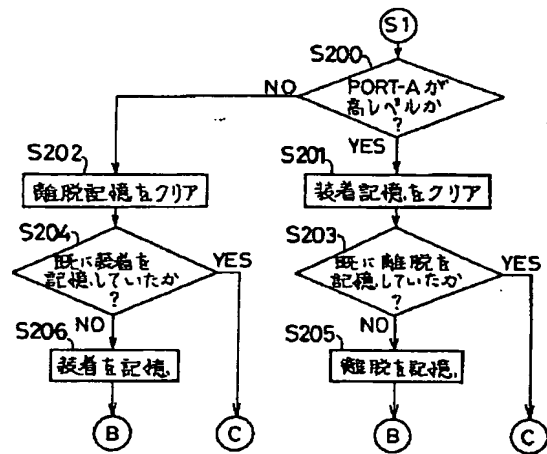 S1
S200
PORT-Aが
高レベルか
?
NO
YES
S202
離脱記憶をクリア
S201
装着記憶をクリア
S204
既に装着を
記憶していたか
?
YES
NO
S203
既に離脱を
記憶していたか
?
YES
NO
S206
装着を記憶
S205
離脱を記憶
B
C
B
C